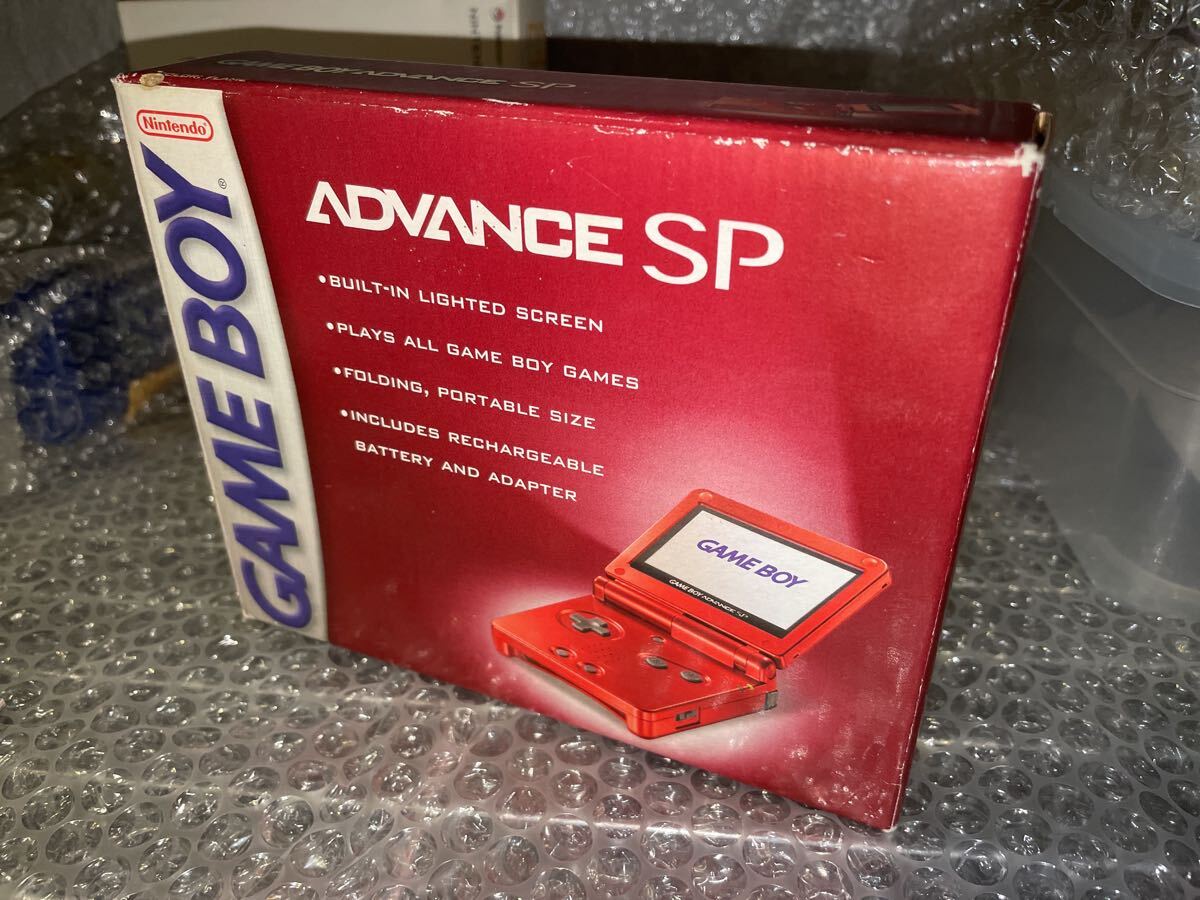 GAME BOY ADVANCE SP
Nintendo
GAME BOY®
ADVANCE SP
•BUILT-IN LIGHTED SCREEN
•PLAYS ALL GAME BOY GAMES
•FOLDING, PORTABLE SIZE
•INCLUDES RECHARGEABLE
BATTERY AND ADAPTER
GAME BOY
GAME BOY ADVANCE SP